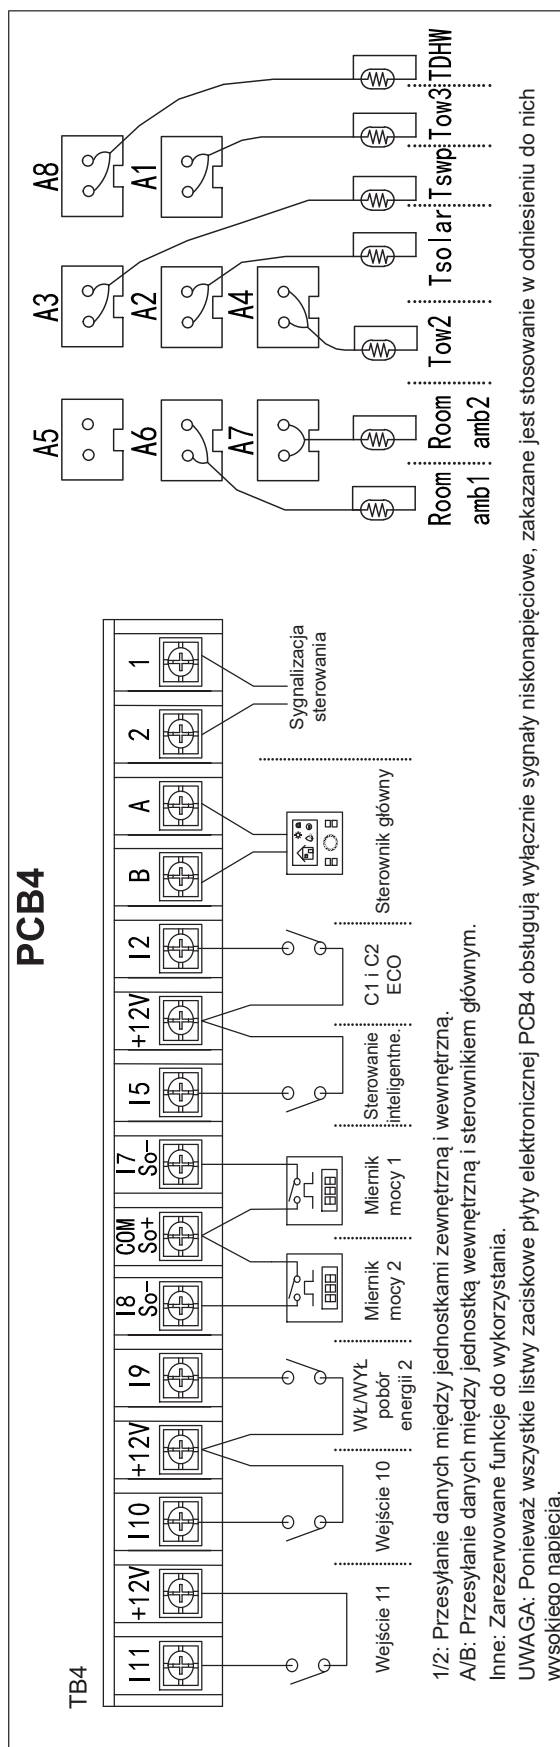 PCB4
TB4
I11
+12V
I10
+12V
I9
I8
So-
COM
So+
I7
So-
I5
+12V
I2
B
A
2
1
Wejście 11
Wejście 10
WŁ/WYŁ
pobór
energii 2
Miernik
mocy 2
Miernik
mocy 1
Sterowanie
inteligentne.
C1 i C2
ECO
Sterownik główny
Sygnalizacja
sterowania
A5
A3
A8
A6
A2
A1
A7
A4
Room
amb1
Room
amb2
Tow2
Tsolar
Tswp
Tow3
TDHW
1/2: Przesyłanie danych między jednostkami zewnętrzną i wewnętrzną.
A/B: Przesyłanie danych między jednostką wewnętrzną i sterownikiem głównym.
Inne: Zarezerwowane funkcje do wykorzystania.
UWAGA: Ponieważ wszystkie listwy zaciskowe płyty elektronicznej PCB4 obsługują wyłącznie sygnały niskonapięciowe, zakazane jest stosowanie w odniesieniu do nich
wysokiego napięcia.